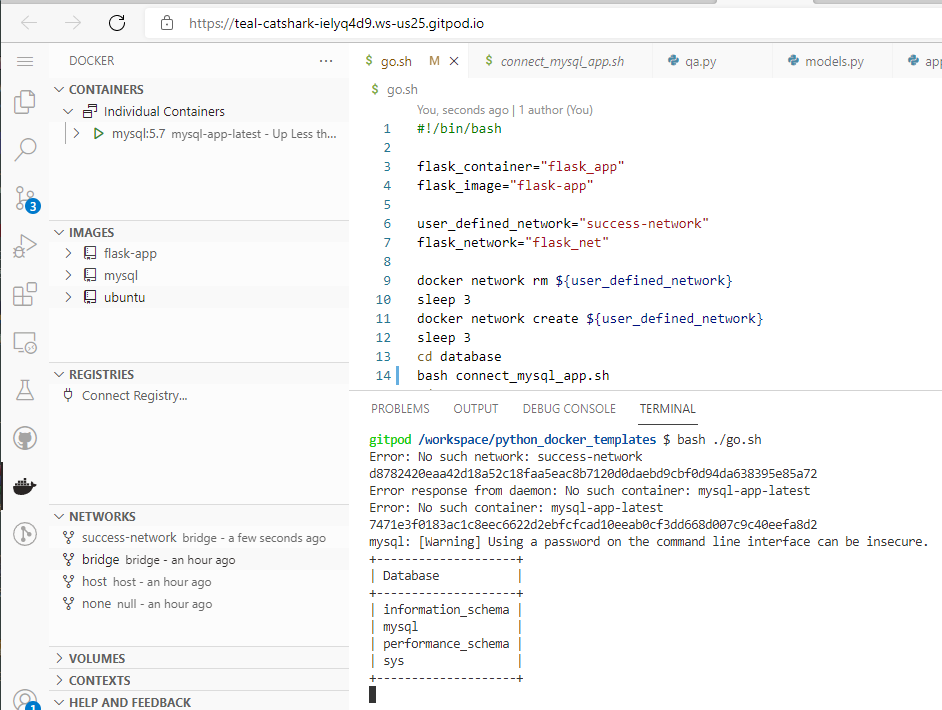 https://teal-catshark-ielyq4d9.ws-us25.gitpod.io
DOCKER ...
CONTAINERS
Individual Containers
mysql:5.7 mysql-app-latest - Up Less th...
IMAGES
flask-app
mysql
ubuntu
REGISTRIES
Connect Registry...
NETWORKS
success-network bridge - a few seconds ago
bridge bridge - an hour ago
host host - an hour ago
none null - an hour ago
VOLUMES
CONTEXTS
HELP AND FEEDBACK
3
1
$ go.sh M $ connect_mysql_app.sh qa.py models.py app
$ go.sh
You, seconds ago | 1 author (You)
1 #!/bin/bash
2
3 flask_container="flask_app"
4 flask_image="flask-app"
5
6 user_defined_network="success-network"
7 flask_network="flask_net"
8
9 docker network rm ${user_defined_network}
10 sleep 3
11 docker network create ${user_defined_network}
12 sleep 3
13 cd database
14 bash connect_mysql_app.sh
PROBLEMS OUTPUT DEBUG CONSOLE TERMINAL
gitpod /workspace/python_docker_templates $ bash ./go.sh
Error: No such network: success-network
d8782420eaa42d18a52c18faa5eac8b7120d0daebd9cbf0d94da638395e85a72
Error response from daemon: No such container: mysql-app-latest
Error: No such container: mysql-app-latest
7471e3f0183ac1c8eec6622d2ebfcfcad10eeab0cf3dd668d007c9c40eefa8d2
mysql: [Warning] Using a password on the command line interface can be insecure.
+--------------------+
| Database |
+--------------------+
| information_schema |
| mysql |
| performance_schema |
| sys |
+--------------------+